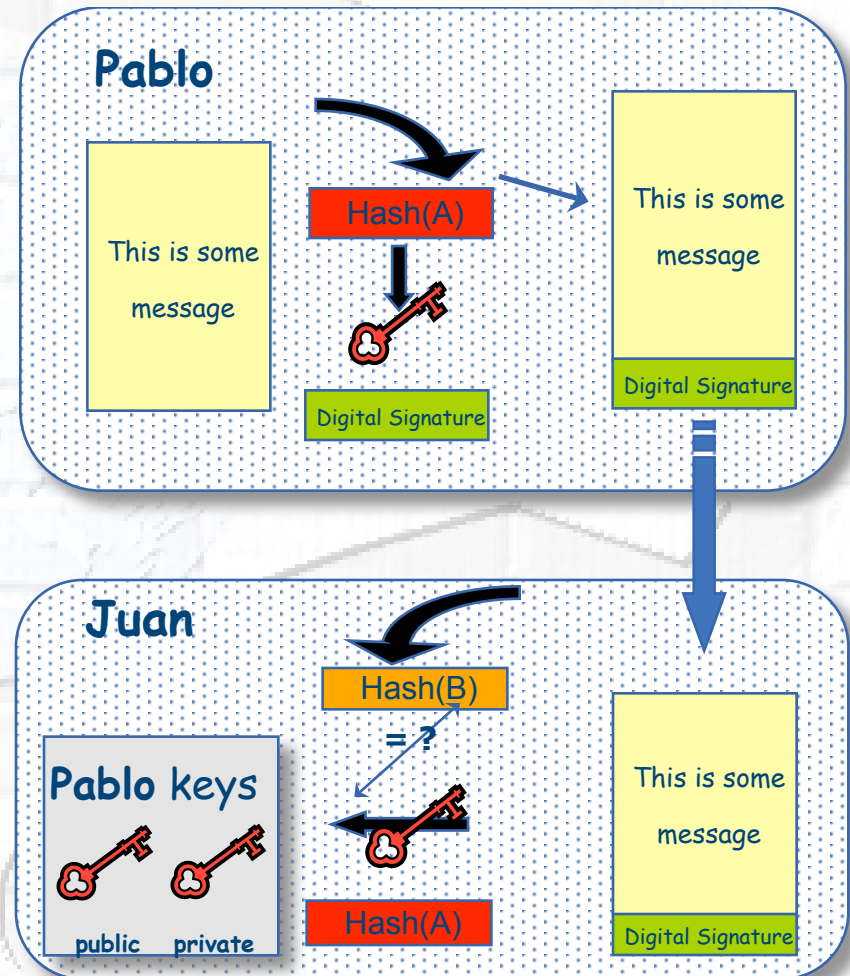 Pablo
This is some
message
Hash(A)
Digital Signature
This is some
message
Digital Signature
Juan
Hash(B)
= ?
Pablo keys
public private
Hash(A)
This is some
message
Digital Signature